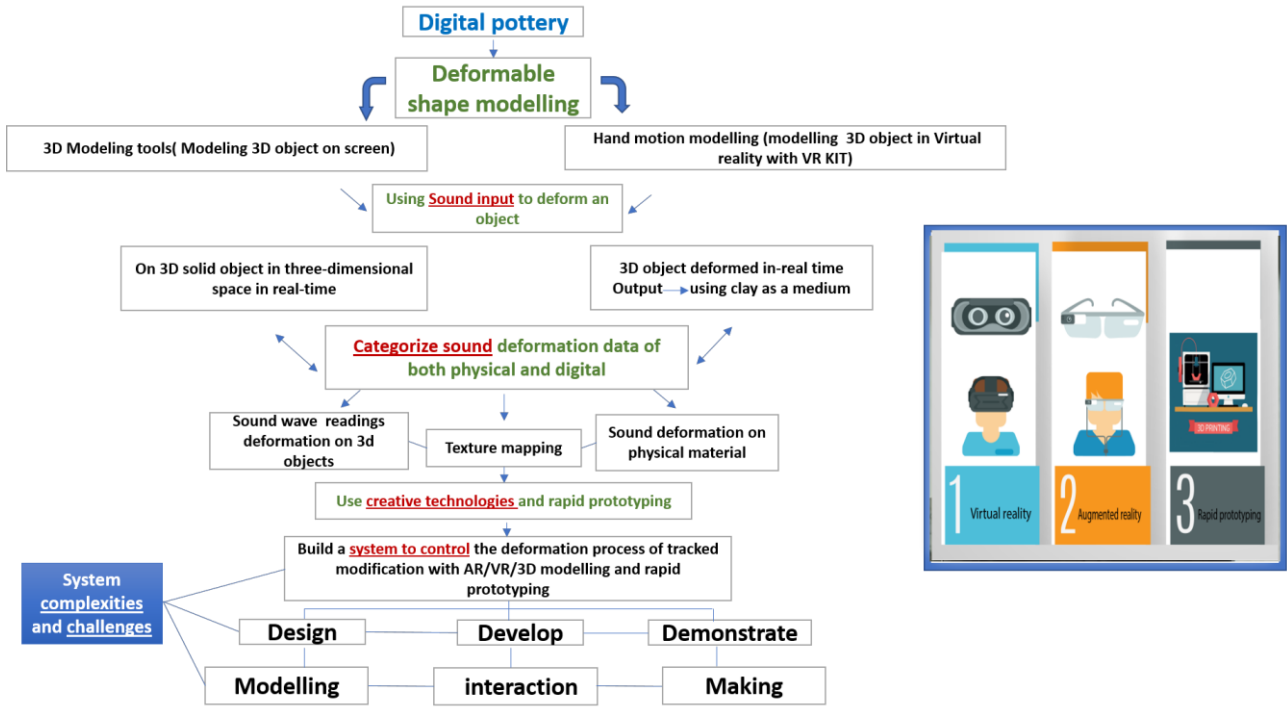 Digital pottery
Deformable
shape modelling
3D Modeling tools( Modeling 3D object on screen)
Hand motion modelling (modelling 3D object in Virtual
reality with VR KIT)
Using Sound input to deform an
object
On 3D solid object in three-dimensional
space in real-time
3D object deformed in-real time
Output using clay as a medium
Categorize sound deformation data of
both physical and digital
Sound wave readings
deformation on 3d
objects
Texture mapping
Sound deformation on
physical material
Use creative technologies and rapid prototyping
Build a system to control the deformation process of tracked
modification with AR/VR/3D modelling and rapid
prototyping
System
complexities
and challenges
Design
Develop
Demonstrate
Modelling
interaction
Making
3D PRINTING
1 Virtual reality
2 Augmented reality
3 Rapid prototyping